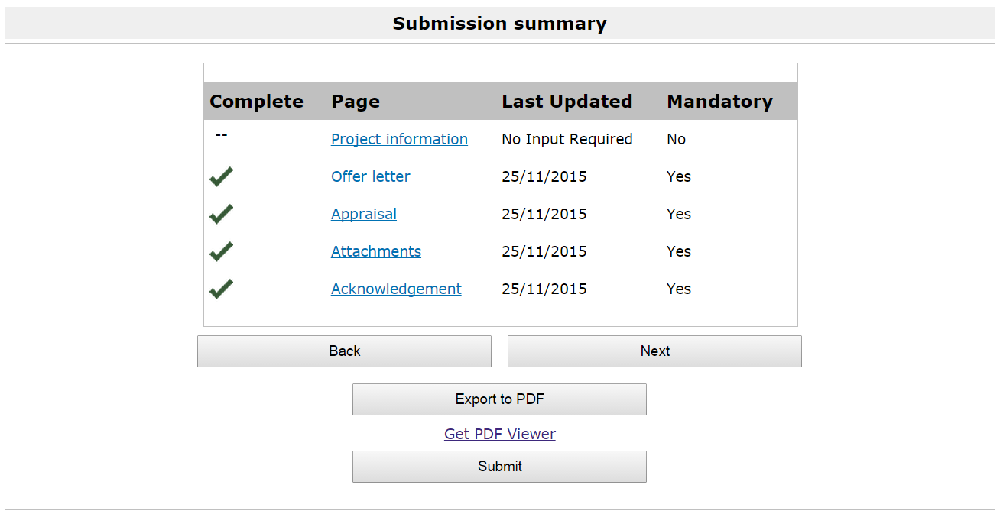 Submission summary
Complete Page Last Updated Mandatory
-- Project information No Input Required No
Offer letter 25/11/2015 Yes
Appraisal 25/11/2015 Yes
Attachments 25/11/2015 Yes
Acknowledgement 25/11/2015 Yes
Back Next
Export to PDF
Get PDF Viewer
Submit